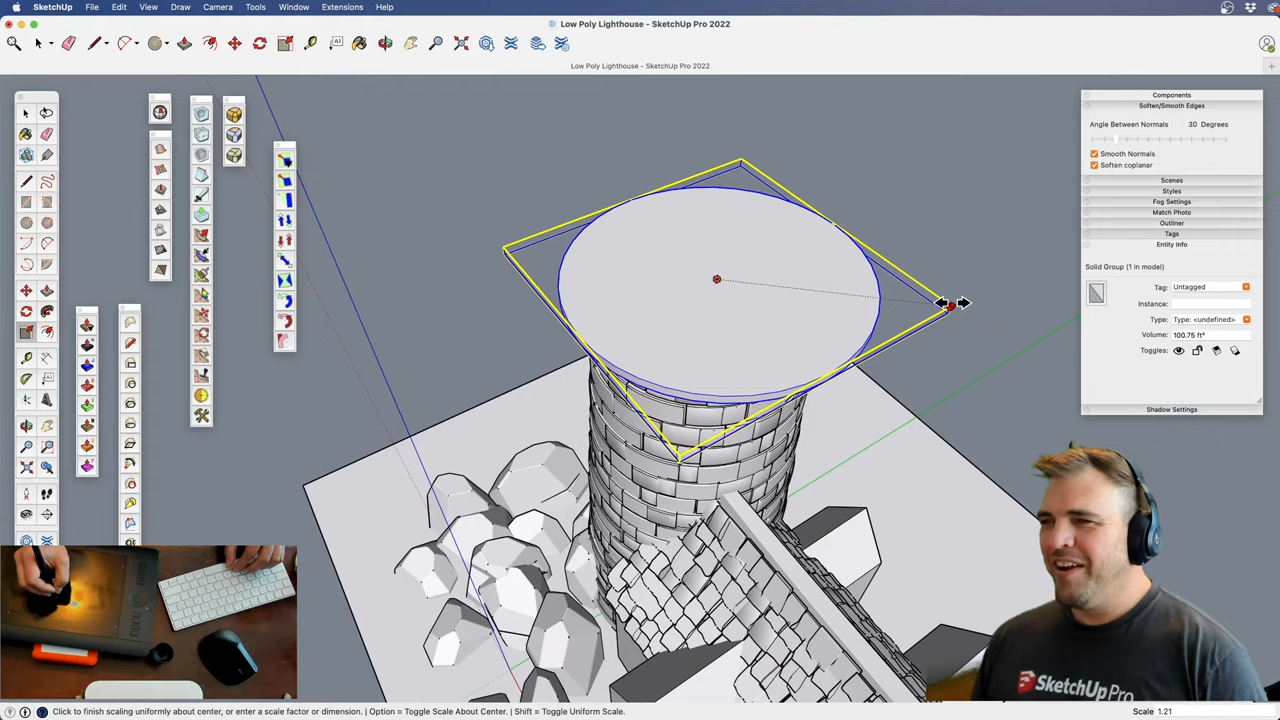 SketchUp File Edit View Draw Camera Tools Window Extensions Help
Low Poly Lighthouse - SketchUp Pro 2022
Low Poly Lighthouse - SketchUp Pro 2022
Components
Soften/Smooth Edges
Angle Between Normals 30 Degrees
Smooth Normals
Soften coplanar
Scenes
Styles
Fog Settings
Match Photo
Outliner
Tags
Entity Info
Solid Group (1 in model)
Tag: Untagged
Instance:
Type: Type: <undefined>
Volume: 100.75 ft³
Toggles:
Shadow Settings
SketchUp Pro
Click to finish scaling uniformly about center, or enter a scale factor or dimension. | Option = Toggle Scale About Center. | Shift = Toggle Uniform Scale.
Scale 1.21